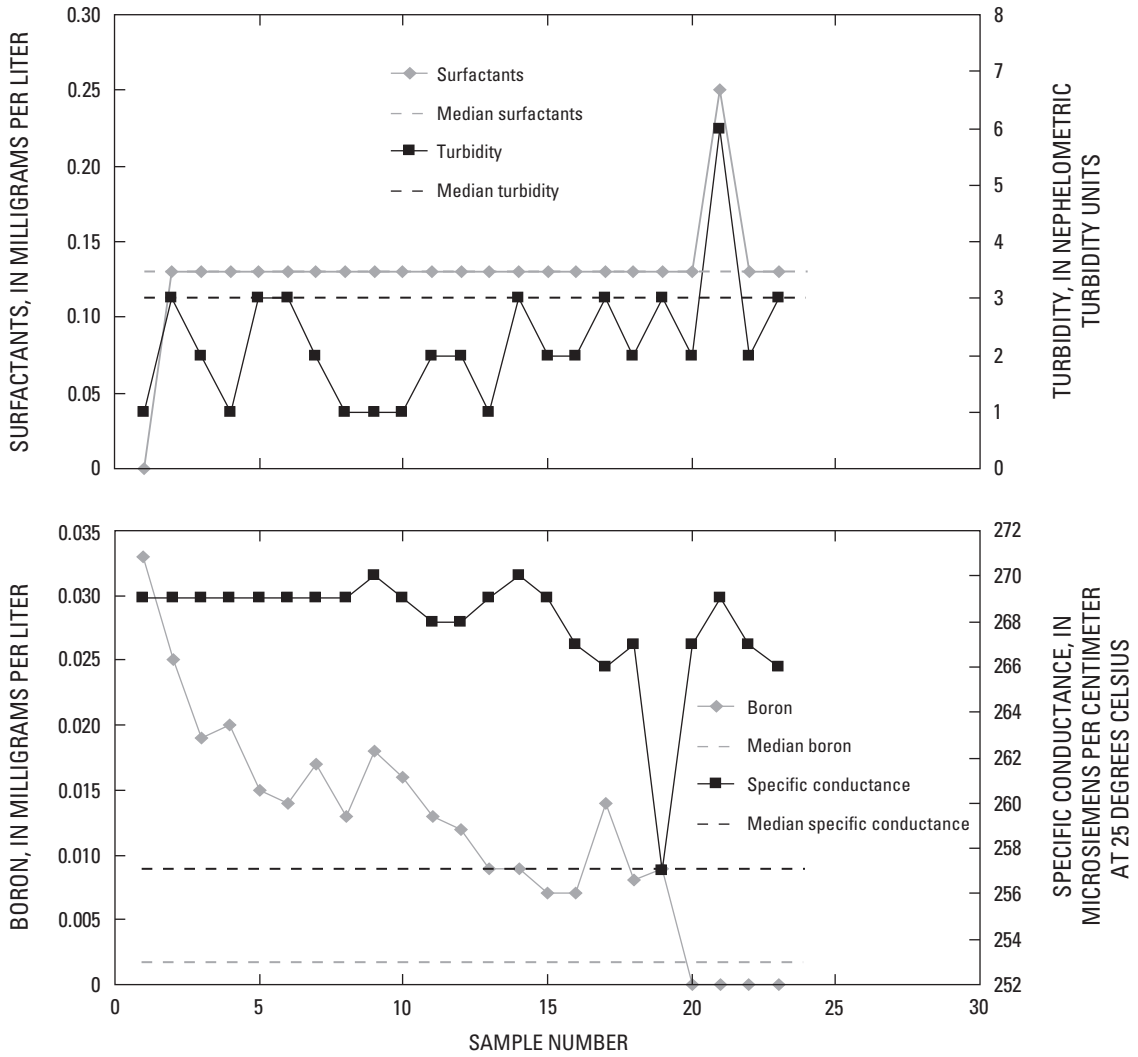 SURFACTANTS, IN MILLIGRAMS PER LITER
0.30
0.25
0.20
0.15
0.10
0.05
0
Surfactants
Median surfactants
Turbidity
Median turbidity
8
7
6
5
4
3
2
1
0
TURBIDITY, IN NEPHELOMETRIC
TURBIDITY UNITS
BORON, IN MILLIGRAMS PER LITER
0.035
0.030
0.025
0.020
0.015
0.010
0.005
0
Boron
Median boron
Specific conductance
Median specific conductance
272
270
268
266
264
262
260
258
256
254
252
SPECIFIC CONDUCTANCE, IN
MICROSIEMENS PER CENTIMETER
AT 25 DEGREES CELSIUS
0 5 10 15 20 25 30
SAMPLE NUMBER